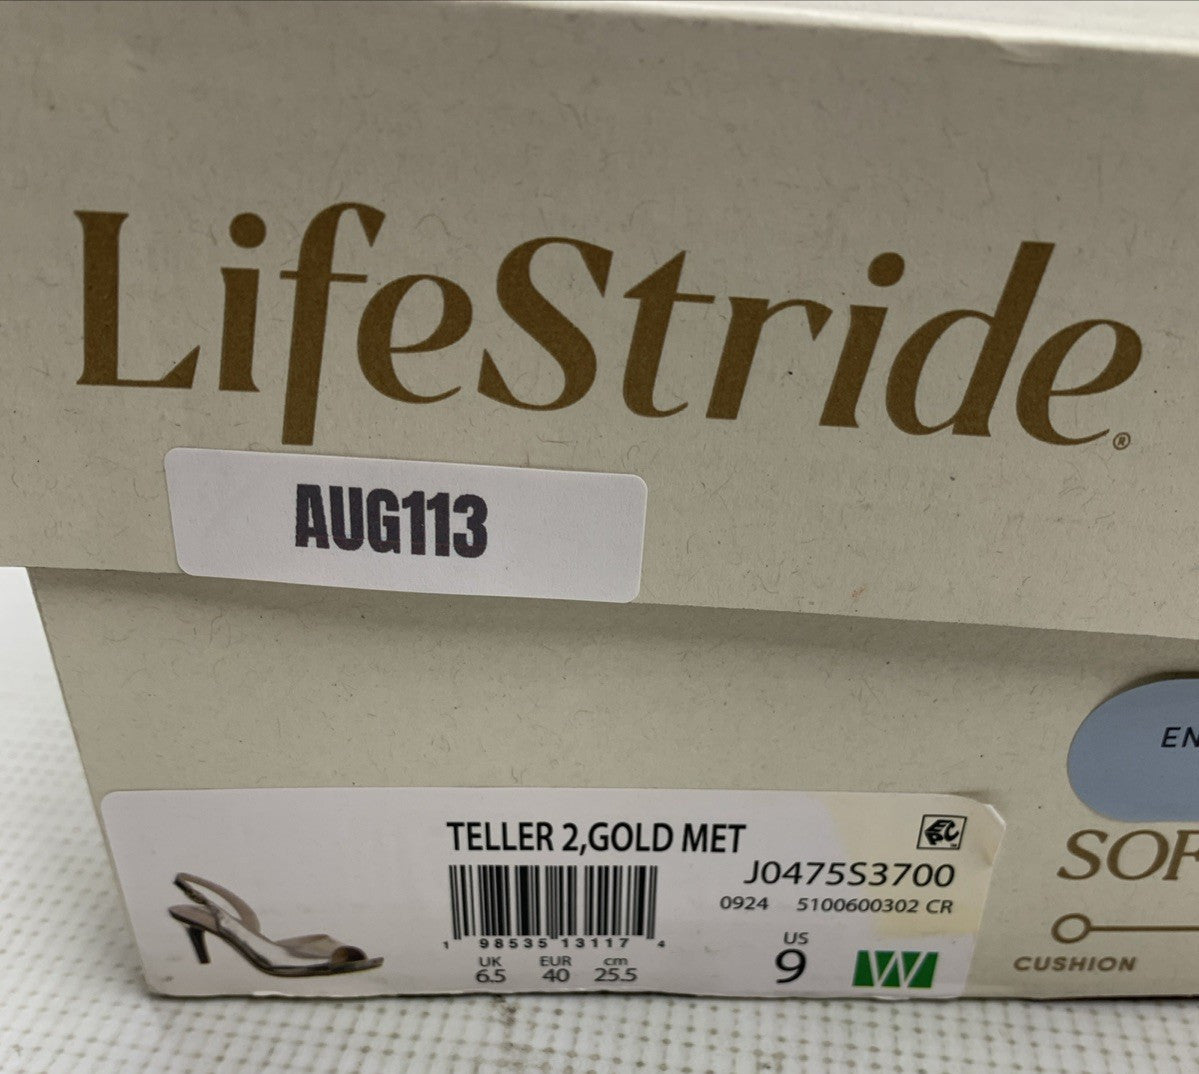 LifeStride®
AUG113
EN
TELLER 2,GOLD MET
EPC
J0475S3700
0924 5100600302 CR
1 98535 13117 4
UK EUR cm
6.5 40 25.5
US
9 W
SOF
CUSHION